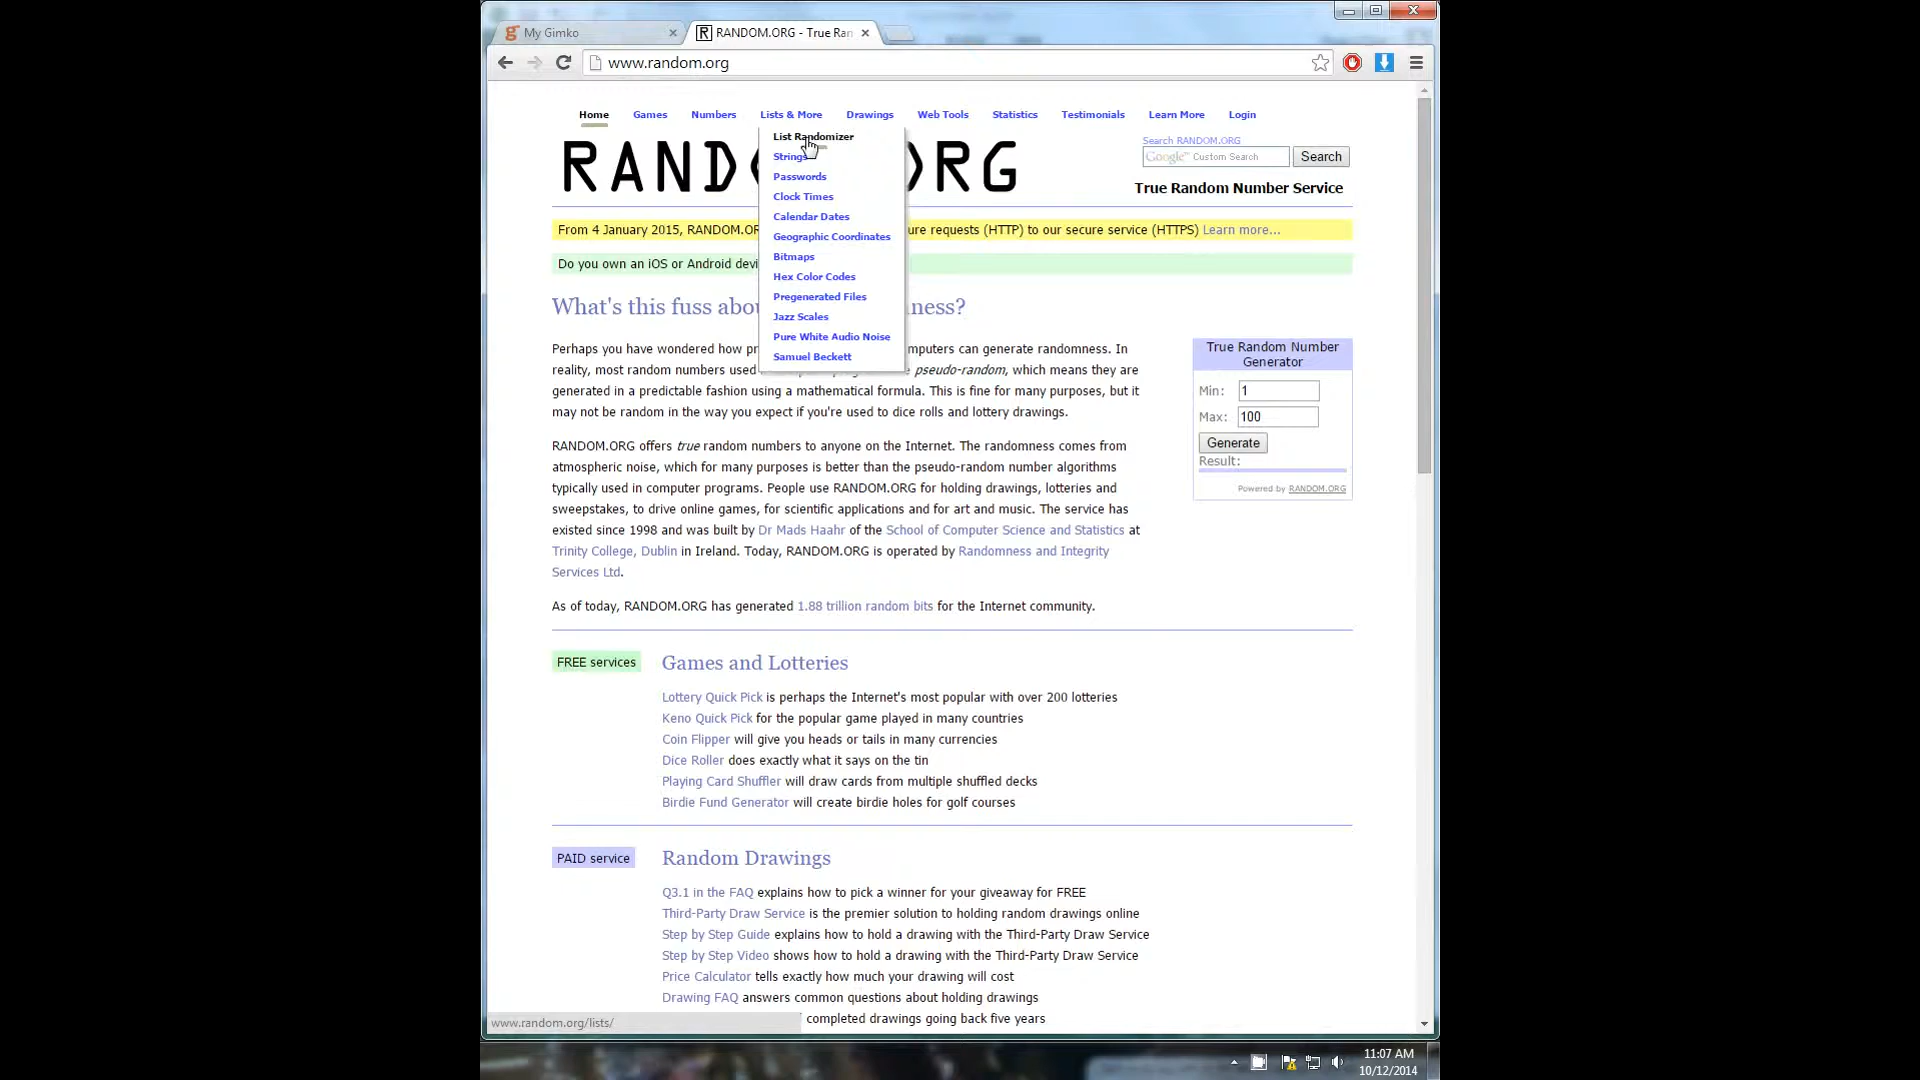 My Gimko
RANDOM.ORG - True Ran
www.random.org
Home Games Numbers Lists & More Drawings Web Tools Statistics Testimonials Learn More Login
List Randomizer
Strings
Passwords
Clock Times
Calendar Dates
Geographic Coordinates
Bitmaps
Hex Color Codes
Pregenerated Files
Jazz Scales
Pure White Audio Noise
Samuel Beckett
RAND ORG
Search RANDOM.ORG
Google™ Custom Search Search
True Random Number Service
From 4 January 2015, RANDOM.OR ure requests (HTTP) to our secure service (HTTPS) Learn more...
Do you own an iOS or Android devi
What's this fuss abo ness?
Perhaps you have wondered how pr mputers can generate randomness. In
reality, most random numbers used pseudo-random, which means they are
generated in a predictable fashion using a mathematical formula. This is fine for many purposes, but it
may not be random in the way you expect if you're used to dice rolls and lottery drawings.
RANDOM.ORG offers true random numbers to anyone on the Internet. The randomness comes from
atmospheric noise, which for many purposes is better than the pseudo-random number algorithms
typically used in computer programs. People use RANDOM.ORG for holding drawings, lotteries and
sweepstakes, to drive online games, for scientific applications and for art and music. The service has
existed since 1998 and was built by Dr Mads Haahr of the School of Computer Science and Statistics at
Trinity College, Dublin in Ireland. Today, RANDOM.ORG is operated by Randomness and Integrity
Services Ltd.
As of today, RANDOM.ORG has generated 1.88 trillion random bits for the Internet community.
True Random Number
Generator
Min: 1
Max: 100
Generate
Result:
Powered by RANDOM.ORG
FREE services
Games and Lotteries
Lottery Quick Pick is perhaps the Internet's most popular with over 200 lotteries
Keno Quick Pick for the popular game played in many countries
Coin Flipper will give you heads or tails in many currencies
Dice Roller does exactly what it says on the tin
Playing Card Shuffler will draw cards from multiple shuffled decks
Birdie Fund Generator will create birdie holes for golf courses
PAID service
Random Drawings
Q3.1 in the FAQ explains how to pick a winner for your giveaway for FREE
Third-Party Draw Service is the premier solution to holding random drawings online
Step by Step Guide explains how to hold a drawing with the Third-Party Draw Service
Step by Step Video shows how to hold a drawing with the Third-Party Draw Service
Price Calculator tells exactly how much your drawing will cost
Drawing FAQ answers common questions about holding drawings
completed drawings going back five years
www.random.org/lists/
11:07 AM
10/12/2014